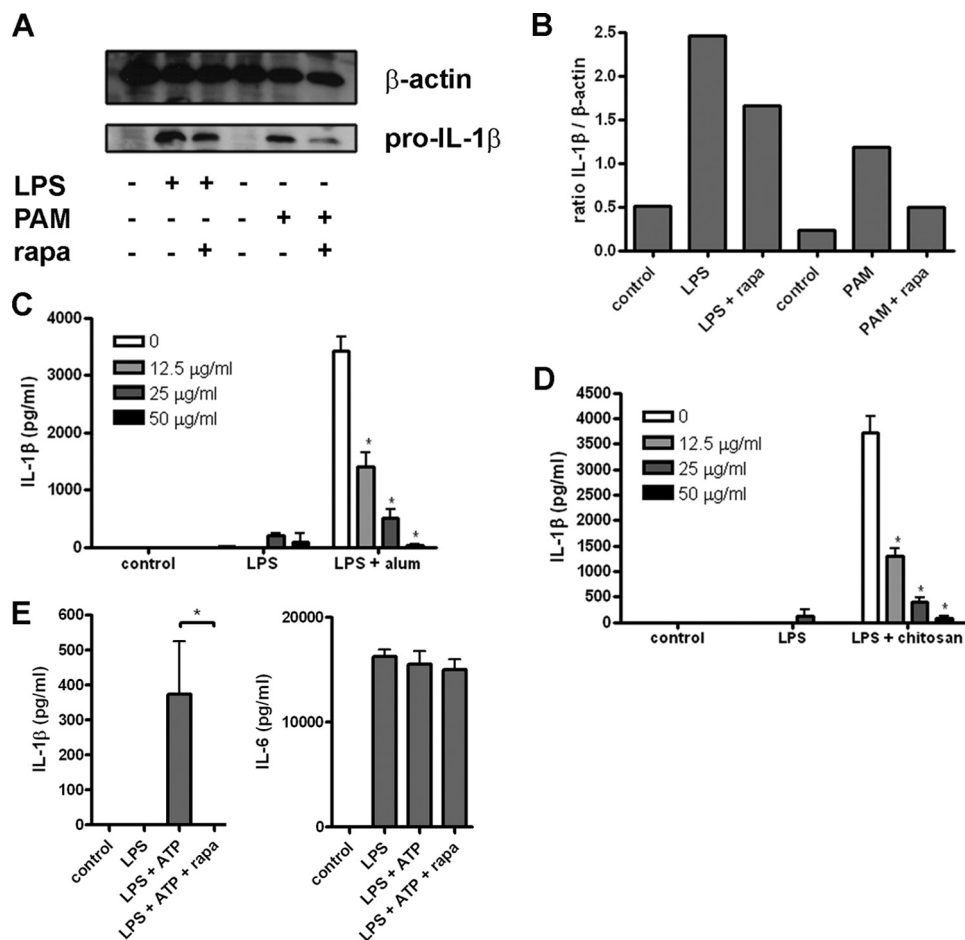 A
β-actin
pro-IL-1β
LPS - + + - - -
PAM - - - - + +
rapa - - + - - +
B
ratio IL-1β / β-actin
2.5
2.0
1.5
1.0
0.5
0.0
control
LPS
LPS + rapa
control
PAM
PAM + rapa
C
IL-1β (pg/ml)
4000
3000
2000
1000
0
0
12.5 µg/ml
25 µg/ml
50 µg/ml
*
*
*
control LPS LPS + alum
D
IL-1β (pg/ml)
4500
4000
3500
3000
2500
2000
1500
1000
500
0
0
12.5 µg/ml
25 µg/ml
50 µg/ml
*
*
*
control LPS LPS + chitosan
E
IL-1β (pg/ml)
600
500
400
300
200
100
0
*
control
LPS
LPS + ATP
LPS + ATP + rapa
IL-6 (pg/ml)
20000
10000
0
control
LPS
LPS + ATP
LPS + ATP + rapa